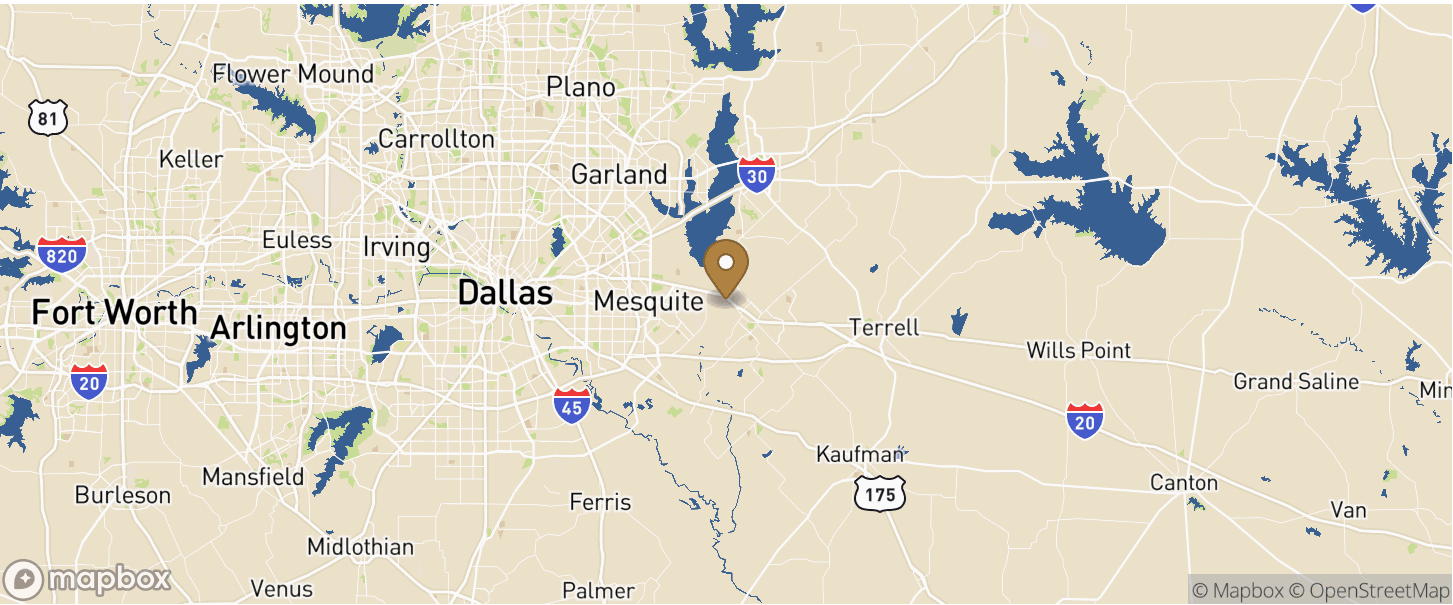 Flower Mound
Plano
81
Carrollton
Keller
Garland
30
Euless
Irving
820
Dallas
Mesquite
Fort Worth
Arlington
Terrell
Wills Point
20
Grand Saline
Min
45
20
Kaufman
Mansfield
Canton
Burleson
175
Ferris
Van
Midlothian
mapbox
Venus
Palmer
© Mapbox © OpenStreetMap